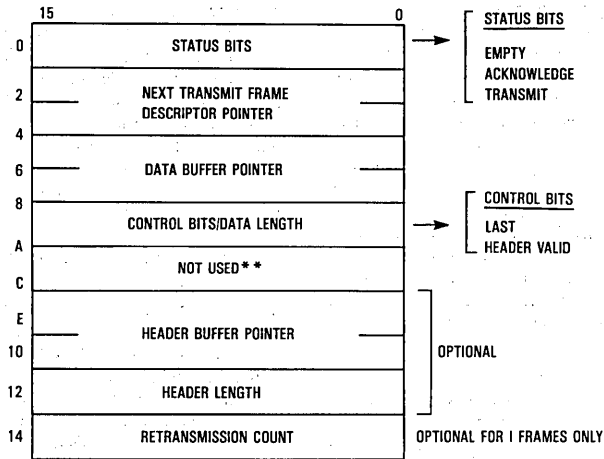 15 0
0 STATUS BITS
STATUS BITS
EMPTY
ACKNOWLEDGE
TRANSMIT
2 NEXT TRANSMIT FRAME
DESCRIPTOR POINTER
4
6 DATA BUFFER POINTER
8
CONTROL BITS/DATA LENGTH
CONTROL BITS
LAST
HEADER VALID
A
NOT USED**
C
E
HEADER BUFFER POINTER
10
OPTIONAL
12 HEADER LENGTH
14 RETRANSMISSION COUNT OPTIONAL FOR I FRAMES ONLY